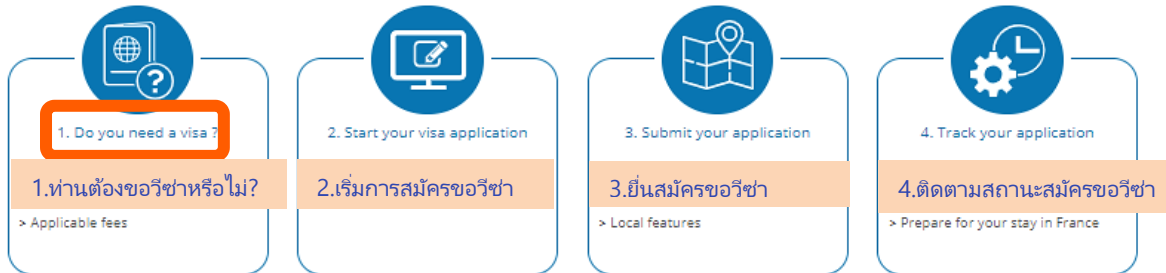 1. Do you need a visa ?
1.ท่านต้องขอวีซ่าหรือไม่?
> Applicable fees
2. Start your visa application
2.เริ่มการสมัครขอวีซ่า
3. Submit your application
3.ยื่นสมัครขอวีซ่า
> Local features
4. Track your application
4.ติดตามสถานะสมัครขอวีซ่า
> Prepare for your stay in France